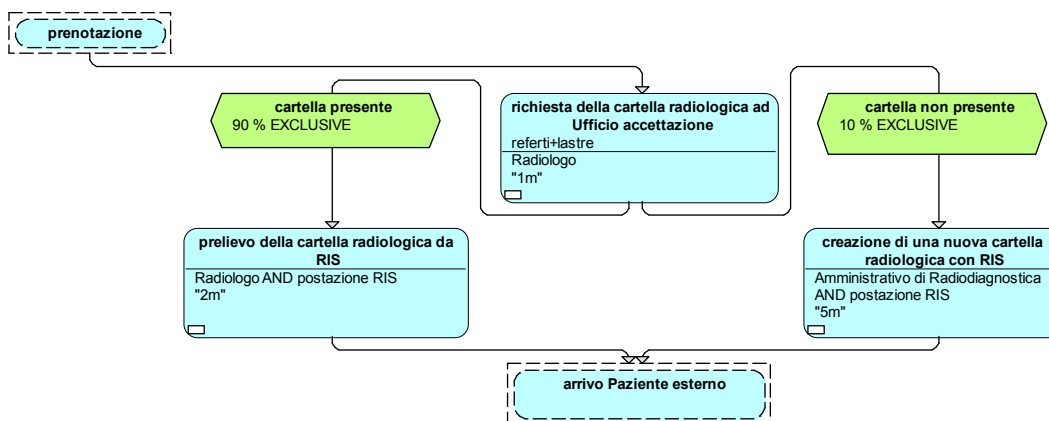 prenotazione
cartella presente
90 % EXCLUSIVE
richiesta della cartella radiologica ad
Ufficio accettazione
referti+lastre
Radiologo
"1m"
cartella non presente
10 % EXCLUSIVE
prelievo della cartella radiologica da
RIS
Radiologo AND postazione RIS
"2m"
creazione di una nuova cartella
radiologica con RIS
Amministrativo di Radiodiagnostica
AND postazione RIS
"5m"
arrivo Paziente esterno